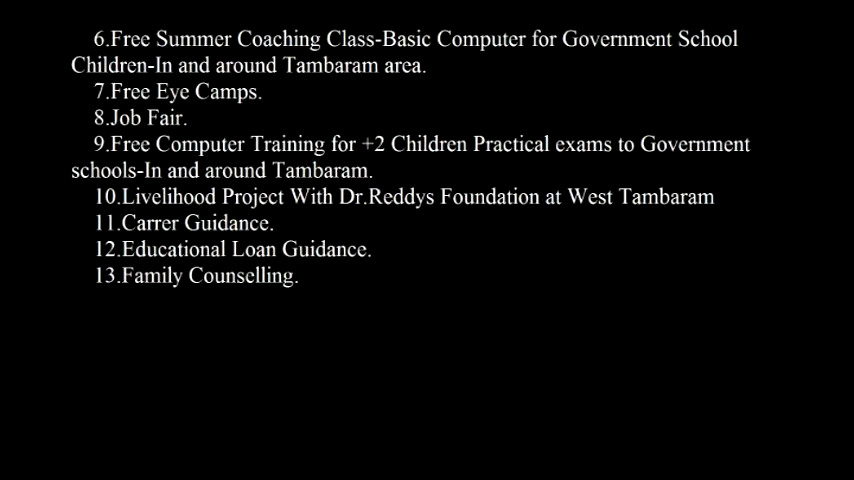 6.Free Summer Coaching Class-Basic Computer for Government School
Children-In and around Tambaram area.
7.Free Eye Camps.
8.Job Fair.
9.Free Computer Training for +2 Children Practical exams to Government
schools-In and around Tambaram.
10.Livelihood Project With Dr.Reddys Foundation at West Tambaram
11.Carrer Guidance.
12.Educational Loan Guidance.
13.Family Counselling.